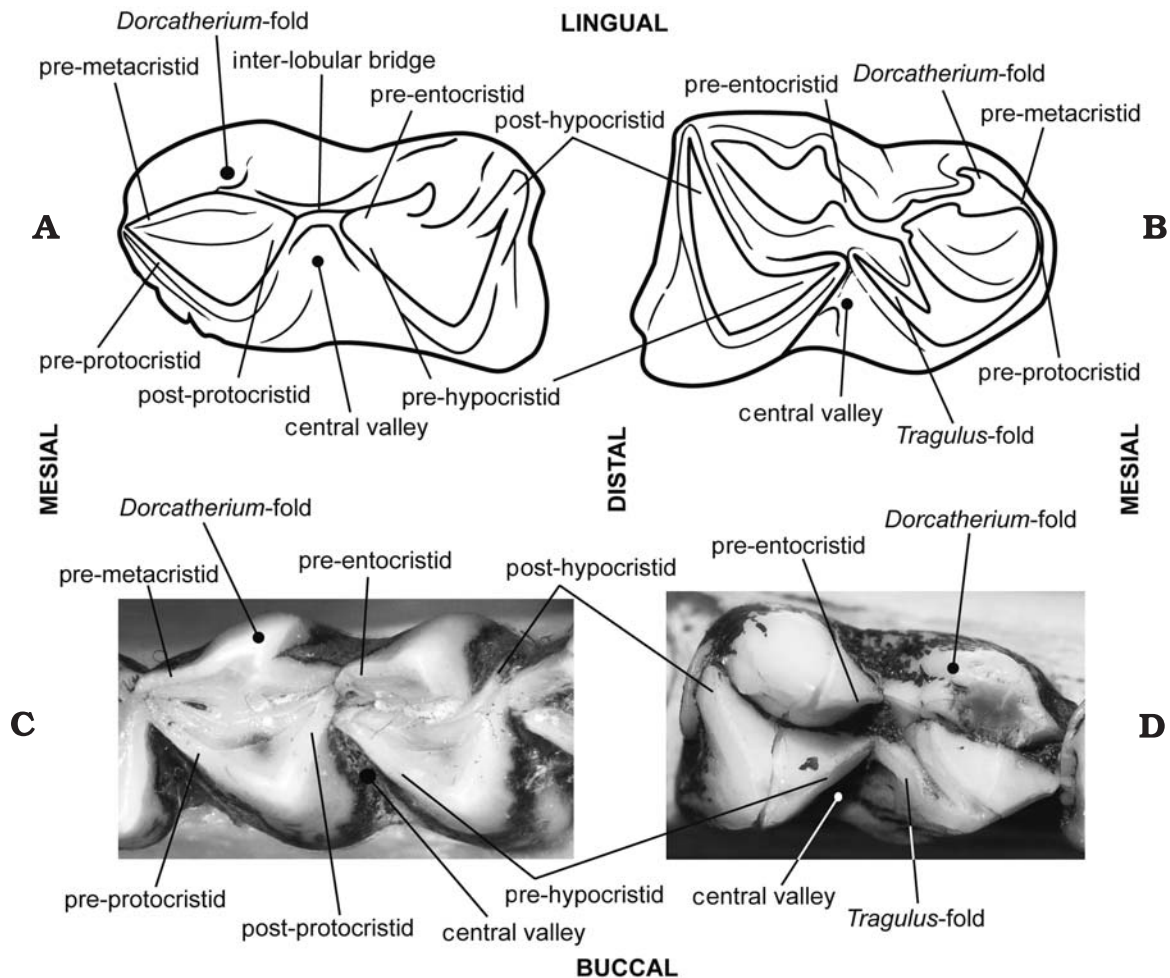 LINGUAL
Dorcatherium-fold
pre-metacristid
inter-lobular bridge
pre-entocristid
post-hypocristid
pre-entocristid
Dorcatherium-fold
pre-metacristid
A
B
pre-protocristid
post-protocristid
central valley
pre-hypocristid
central valley
Tragulus-fold
pre-protocristid
MESIAL
DISTAL
MESIAL
Dorcatherium-fold
pre-metacristid
pre-entocristid
post-hypocristid
pre-entocristid
Dorcatherium-fold
C
D
pre-protocristid
post-protocristid
central valley
pre-hypocristid
central valley
Tragulus-fold
BUCCAL